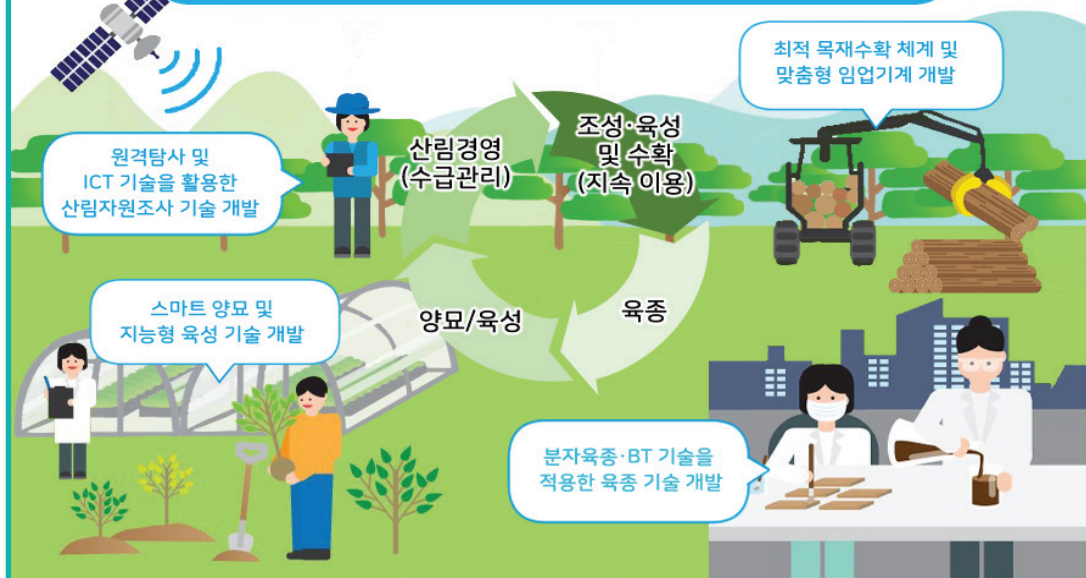 최적 목재수확 체계 및
맞춤형 임업기계 개발
원격탐사 및
ICT 기술을 활용한
산림자원조사 기술 개발
산림경영
(수급관리)
조성·육성
및 수확
(지속 이용)
스마트 양묘 및
지능형 육성 기술 개발
양묘/육성
육종
분자육종·BT 기술을
적용한 육종 기술 개발